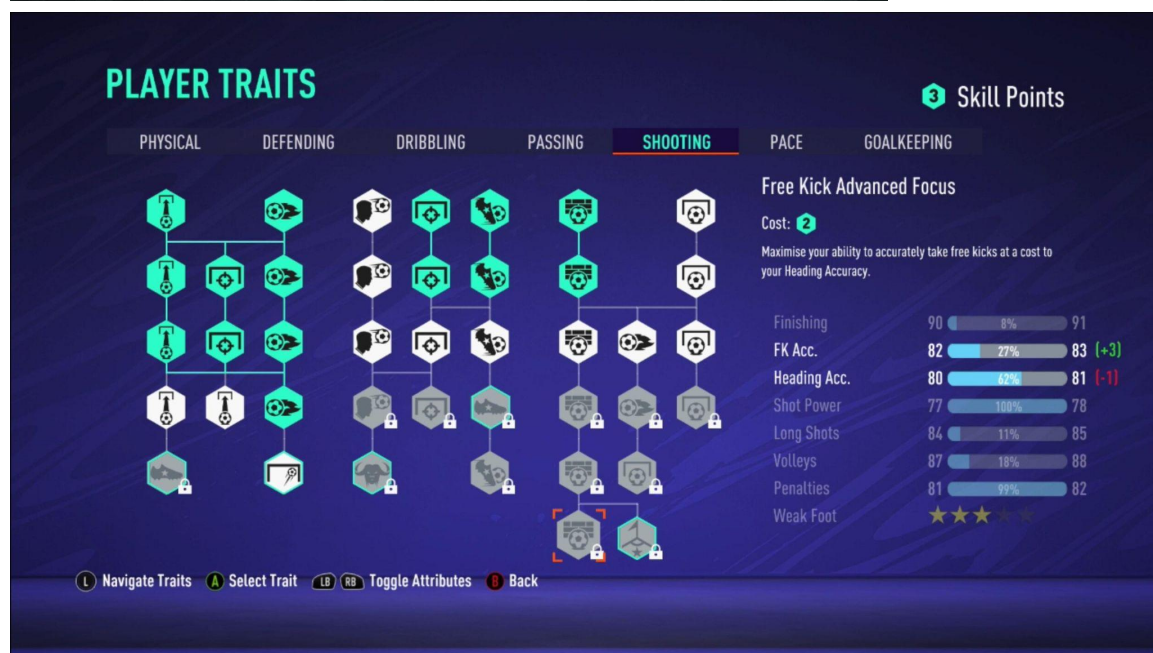 PLAYER TRAITS
3 Skill Points
PHYSICAL DEFENDING DRIBBLING PASSING SHOOTING PACE GOALKEEPING
Free Kick Advanced Focus
Cost: 2
Maximise your ability to accurately take free kicks at a cost to
your Heading Accuracy.
Finishing 90 8% 91
FK Acc. 82 27% 83 (+3)
Heading Acc. 80 62% 81 (-1)
Shot Power 77 100% 78
Long Shots 84 11% 85
Volleys 87 18% 88
Penalties 81 99% 82
Weak Foot
L Navigate Traits A Select Trait LB RB Toggle Attributes B Back